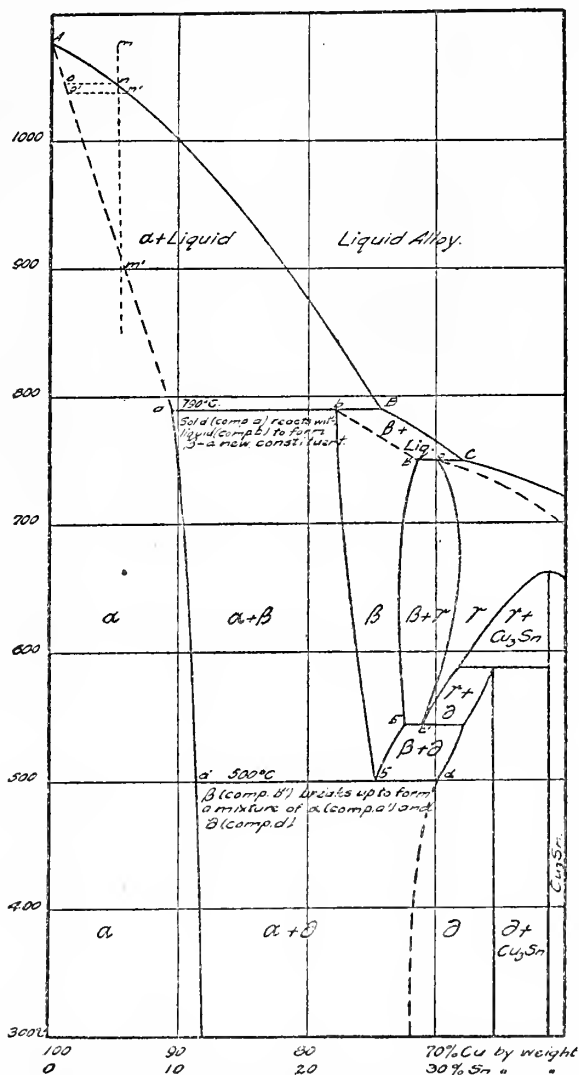 A
m
o
n
a'
n'
1000
α+Liquid
Liquid Alloy.
m'
900
800
a
790°C.
b
B
Solid (comp a) reacts with
liquid (comp b) to form
β-a new constituent.
β+
Liq.
C
700
α
α+β
β
β+γ
γ
γ+
Cu₃Sn
600
γ+
∂
β+∂
500
a'
500°C
d
β (comp. b') breaks up to form
a mixture of α (comp. a') and
∂ (comp. d).
Cu₃Sn.
400
α
α+∂
∂
∂+
Cu₃Sn
300
100
90
80
70% Cu by weight
0
10
20
30% Sn " "